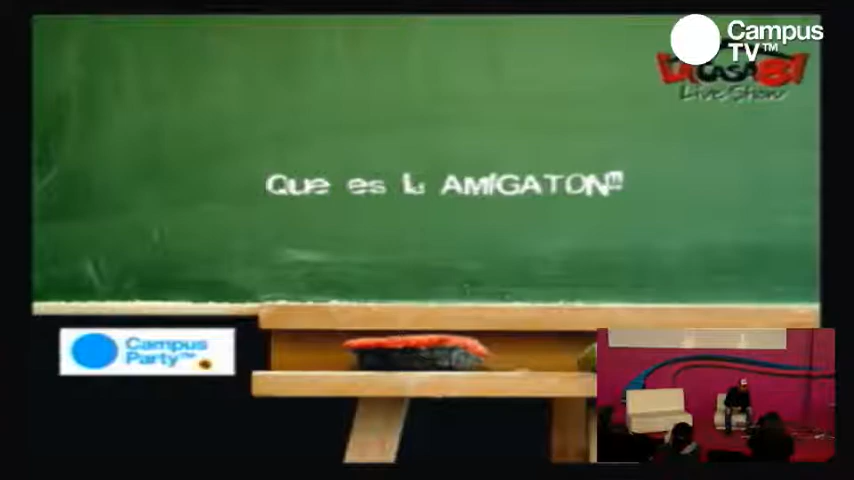 Campus
TV™
LA CASA 81
Live Show
Que es la AMIGATON
Campus
Party™